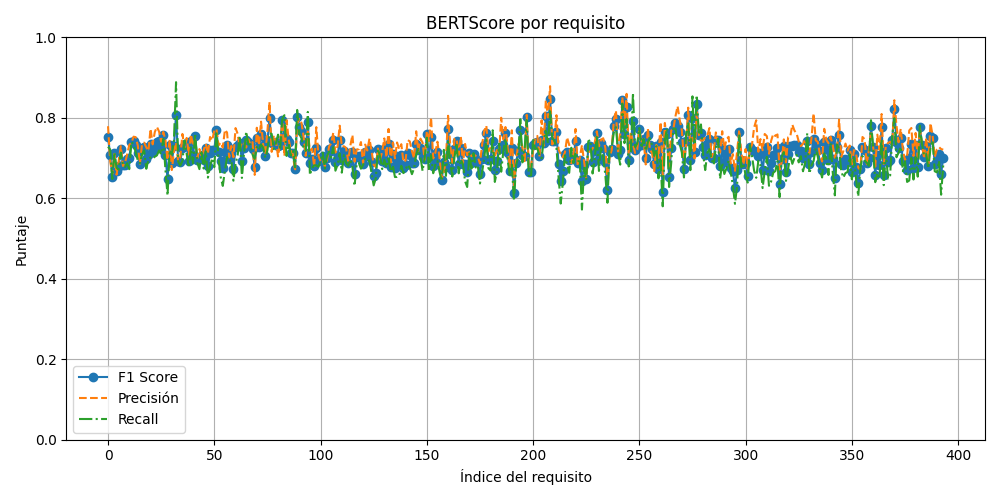 BERTScore por requisito
Puntaje
1.0
0.8
0.6
0.4
0.2
0.0
F1 Score
Precisión
Recall
0 50 100 150 200 250 300 350 400
Índice del requisito